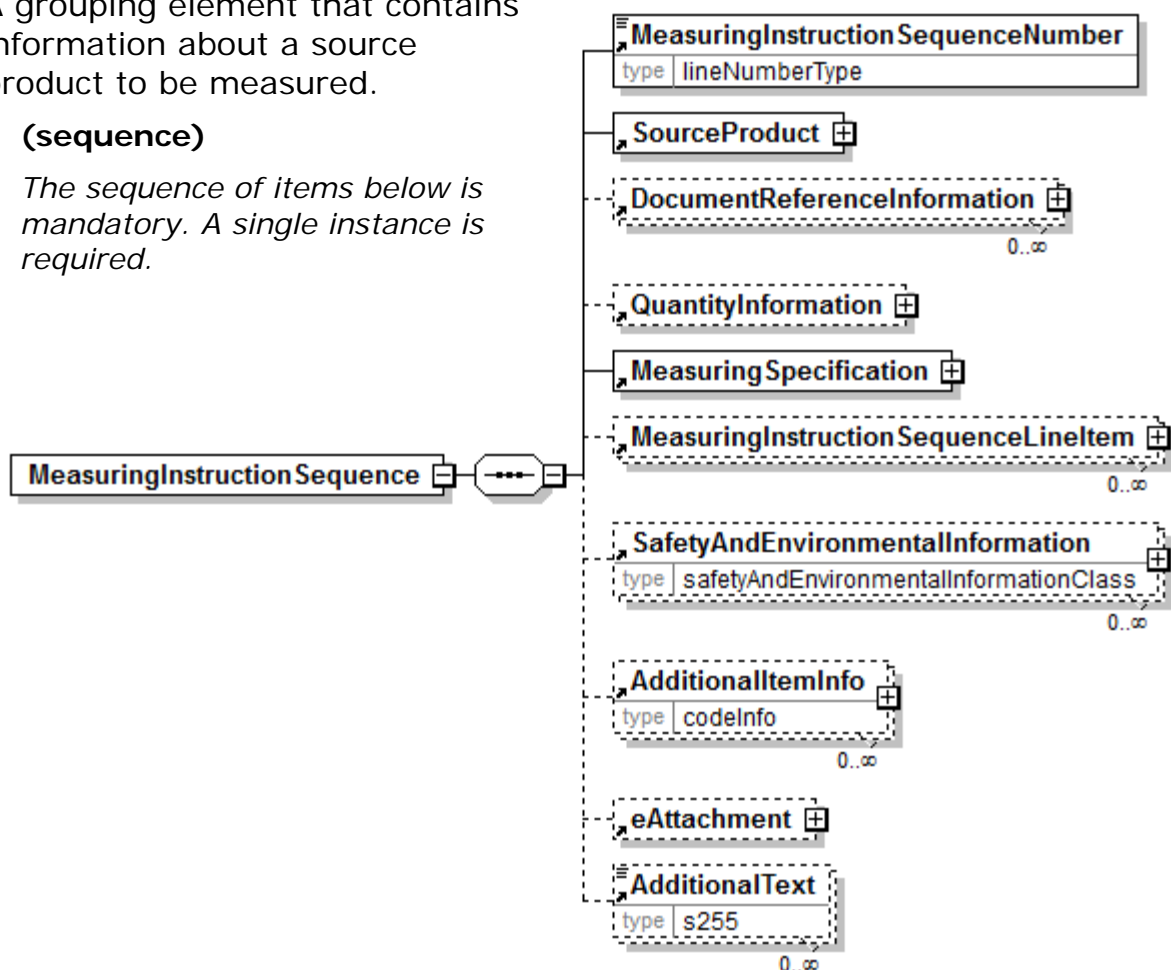 A grouping element that contains
information about a source
product to be measured.
(sequence)
The sequence of items below is
mandatory. A single instance is
required.
MeasuringInstructionSequence
MeasuringInstructionSequenceNumber
type lineNumberType
SourceProduct
DocumentReferenceInformation
0..∞
QuantityInformation
MeasuringSpecification
MeasuringInstructionSequenceLineItem
0..∞
SafetyAndEnvironmentalInformation
type safetyAndEnvironmentalInformationClass
0..∞
AdditionalItemInfo
type codeInfo
0..∞
eAttachment
AdditionalText
type s255
0..∞